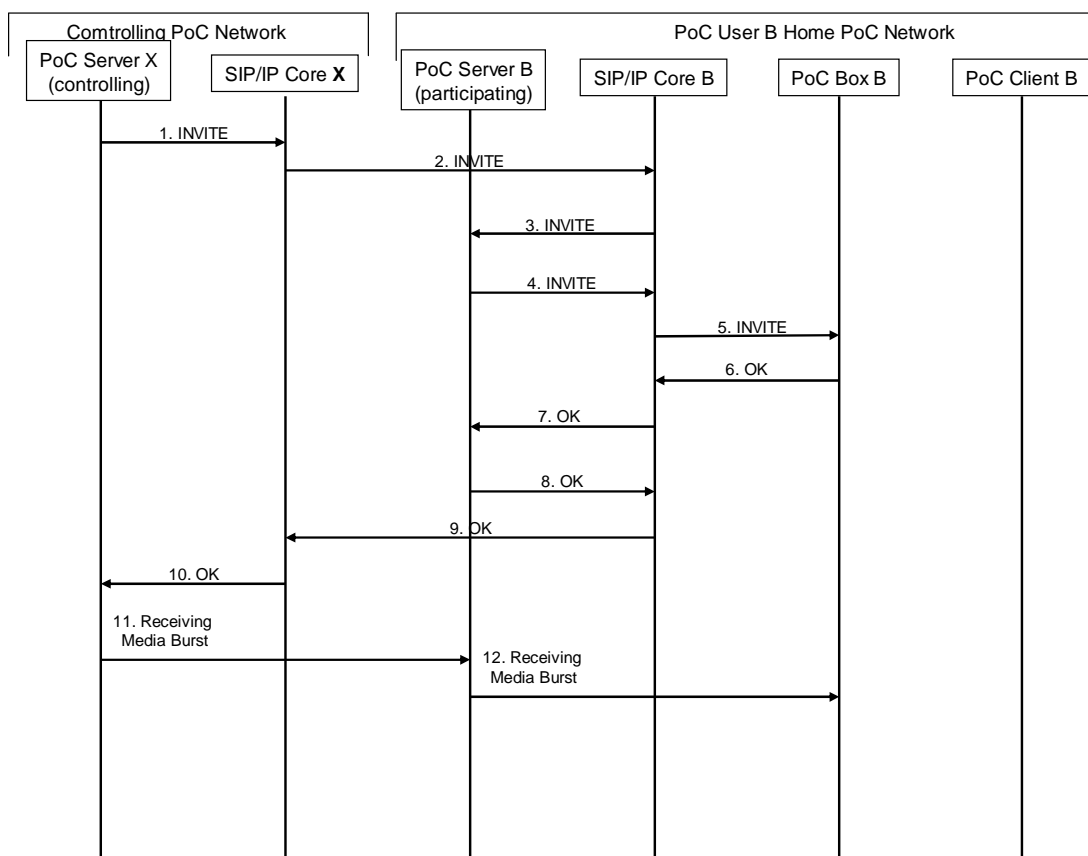 Comtrolling PoC Network
PoC User B Home PoC Network
PoC Server X
(controlling)
SIP/IP Core X
PoC Server B
(participating)
SIP/IP Core B
PoC Box B
PoC Client B
1. INVITE
2. INVITE
3. INVITE
4. INVITE
5. INVITE
6. OK
7. OK
8. OK
9. OK
10. OK
11. Receiving
Media Burst
12. Receiving
Media Burst